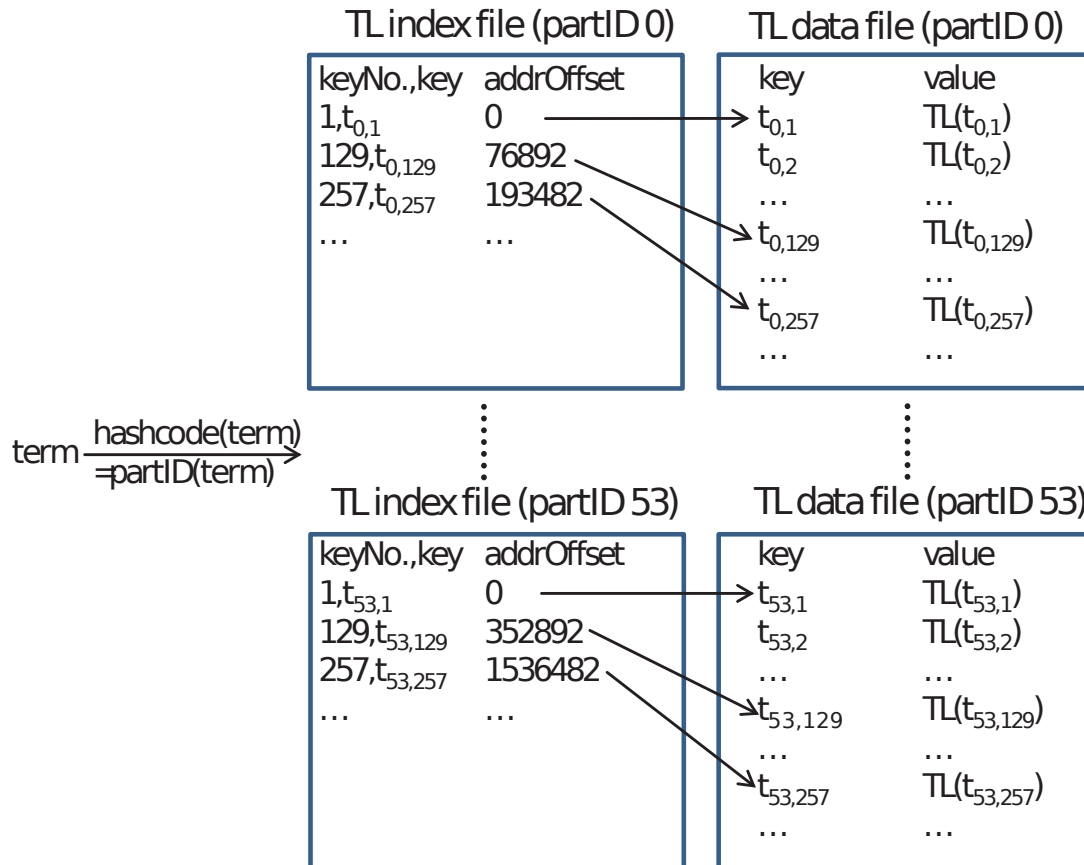 TL index file (partID 0) TL data file (partID 0)
keyNo.,key addrOffset key value
1,t0,1 0 t0,1 TL(t0,1)
129,t0,129 76892 t0,2 TL(t0,2)
257,t0,257 193482 … …
… … t0,129 TL(t0,129)
… …
t0,257 TL(t0,257)
… …
term hashcode(term)
=partID(term)
TL index file (partID 53) TL data file (partID 53)
keyNo.,key addrOffset key value
1,t53,1 0 t53,1 TL(t53,1)
129,t53,129 352892 t53,2 TL(t53,2)
257,t53,257 1536482 … …
… … t53,129 TL(t53,129)
… …
t53,257 TL(t53,257)
… …